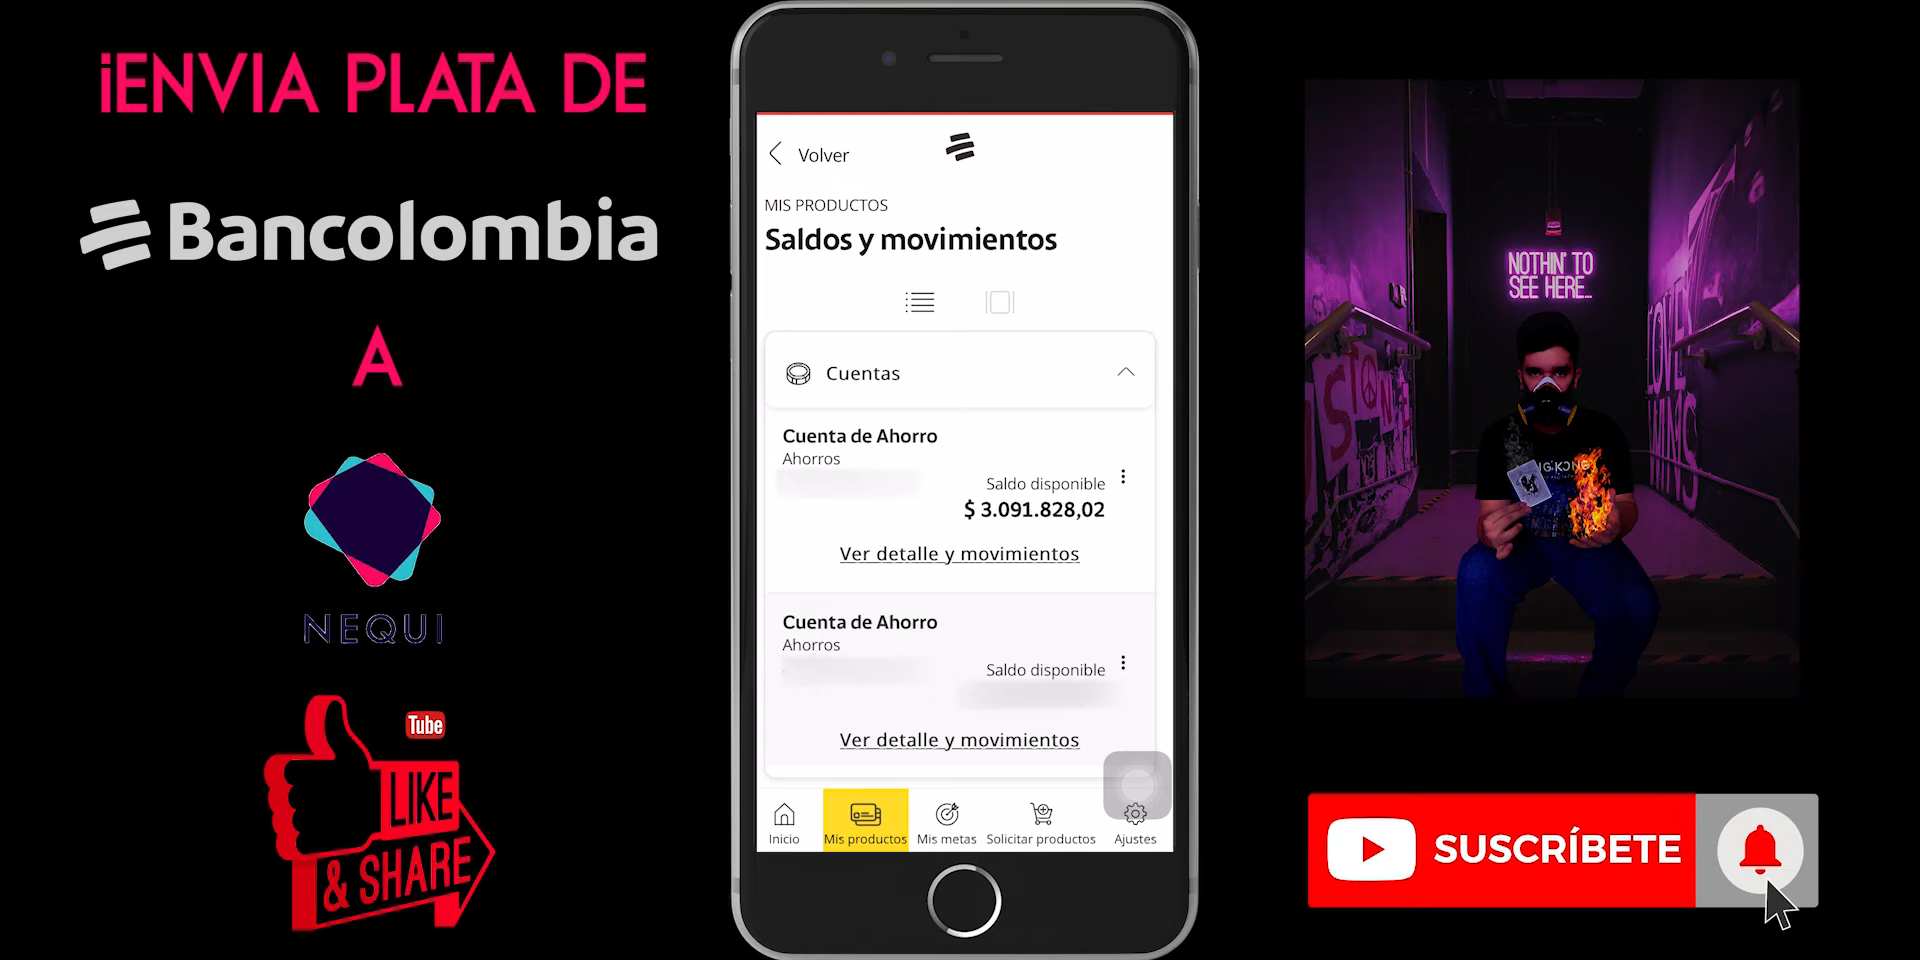 ¡ENVIA PLATA DE
Bancolombia
A
NEQUI
Tube
LIKE
& SHARE
Volver
MIS PRODUCTOS
Saldos y movimientos
Cuentas
Cuenta de Ahorro
Ahorros
Saldo disponible
$ 3.091.828,02
Ver detalle y movimientos
Cuenta de Ahorro
Ahorros
Saldo disponible
Ver detalle y movimientos
Inicio
Mis productos
Mis metas
Solicitar productos
Ajustes
NOTHIN' TO
SEE HERE...
LOVE
WINS
SUSCRÍBETE